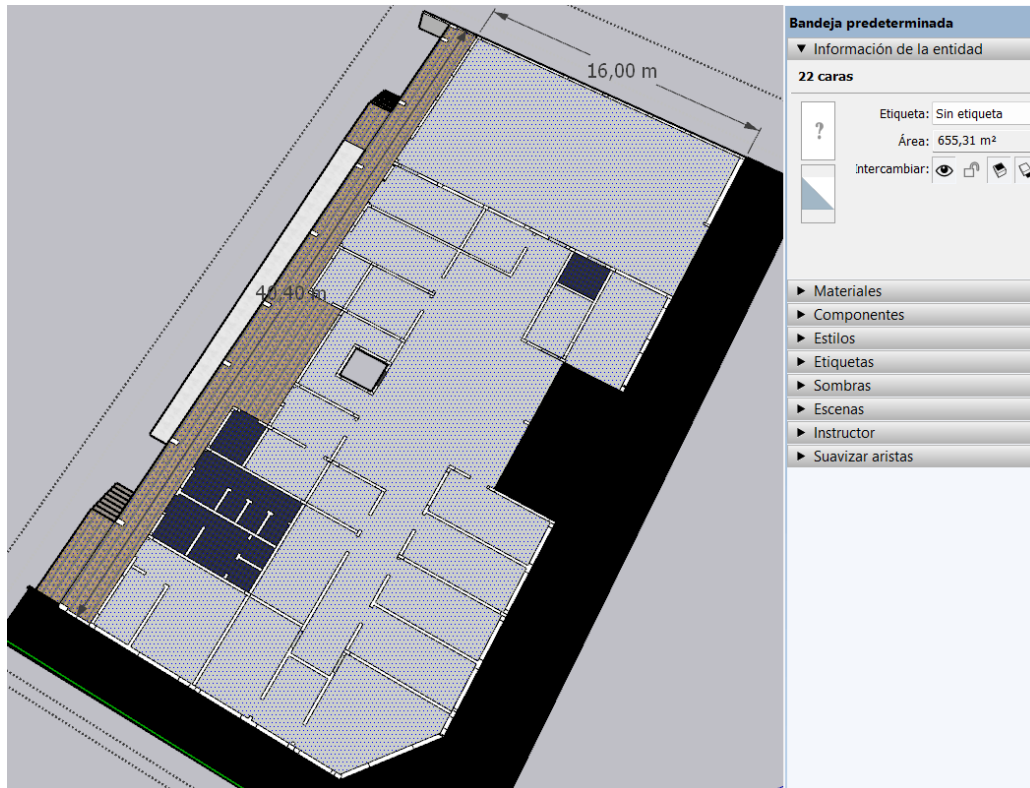 16,00 m
40,40 m
Bandeja predeterminada
▼ Información de la entidad
22 caras
?
Etiqueta: Sin etiqueta
Área: 655,31 m²
Intercambiar:
► Materiales
► Componentes
► Estilos
► Etiquetas
► Sombras
► Escenas
► Instructor
► Suavizar aristas